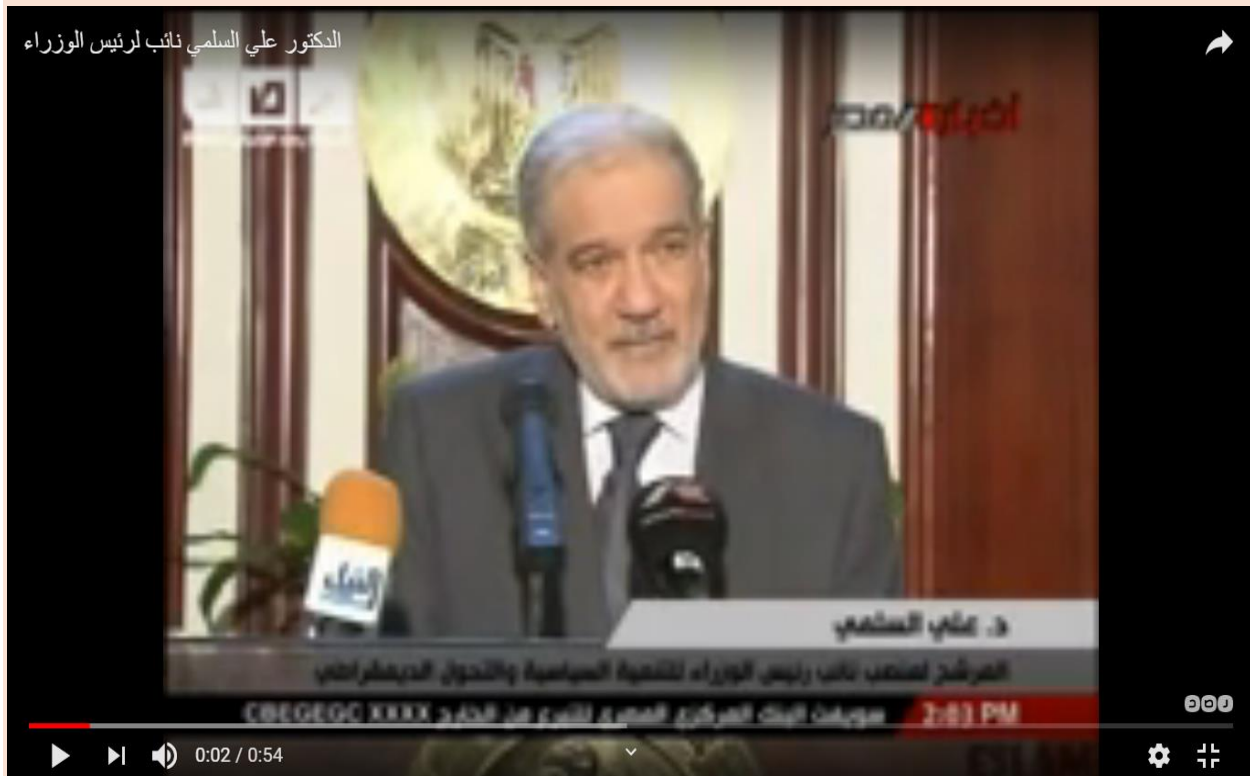 الدكتور علي السلمي نائب لرئيس الوزراء
أخبار/مصر
النيل
د. علي السلمي
المرشح لمنصب نائب رئيس الوزراء للتنمية السياسية والتحول الديمقراطي
2:03 PM سويفت البنك المركزي المصري للتبرع من الخارج CBEGEGC XXXX
0:02 / 0:54